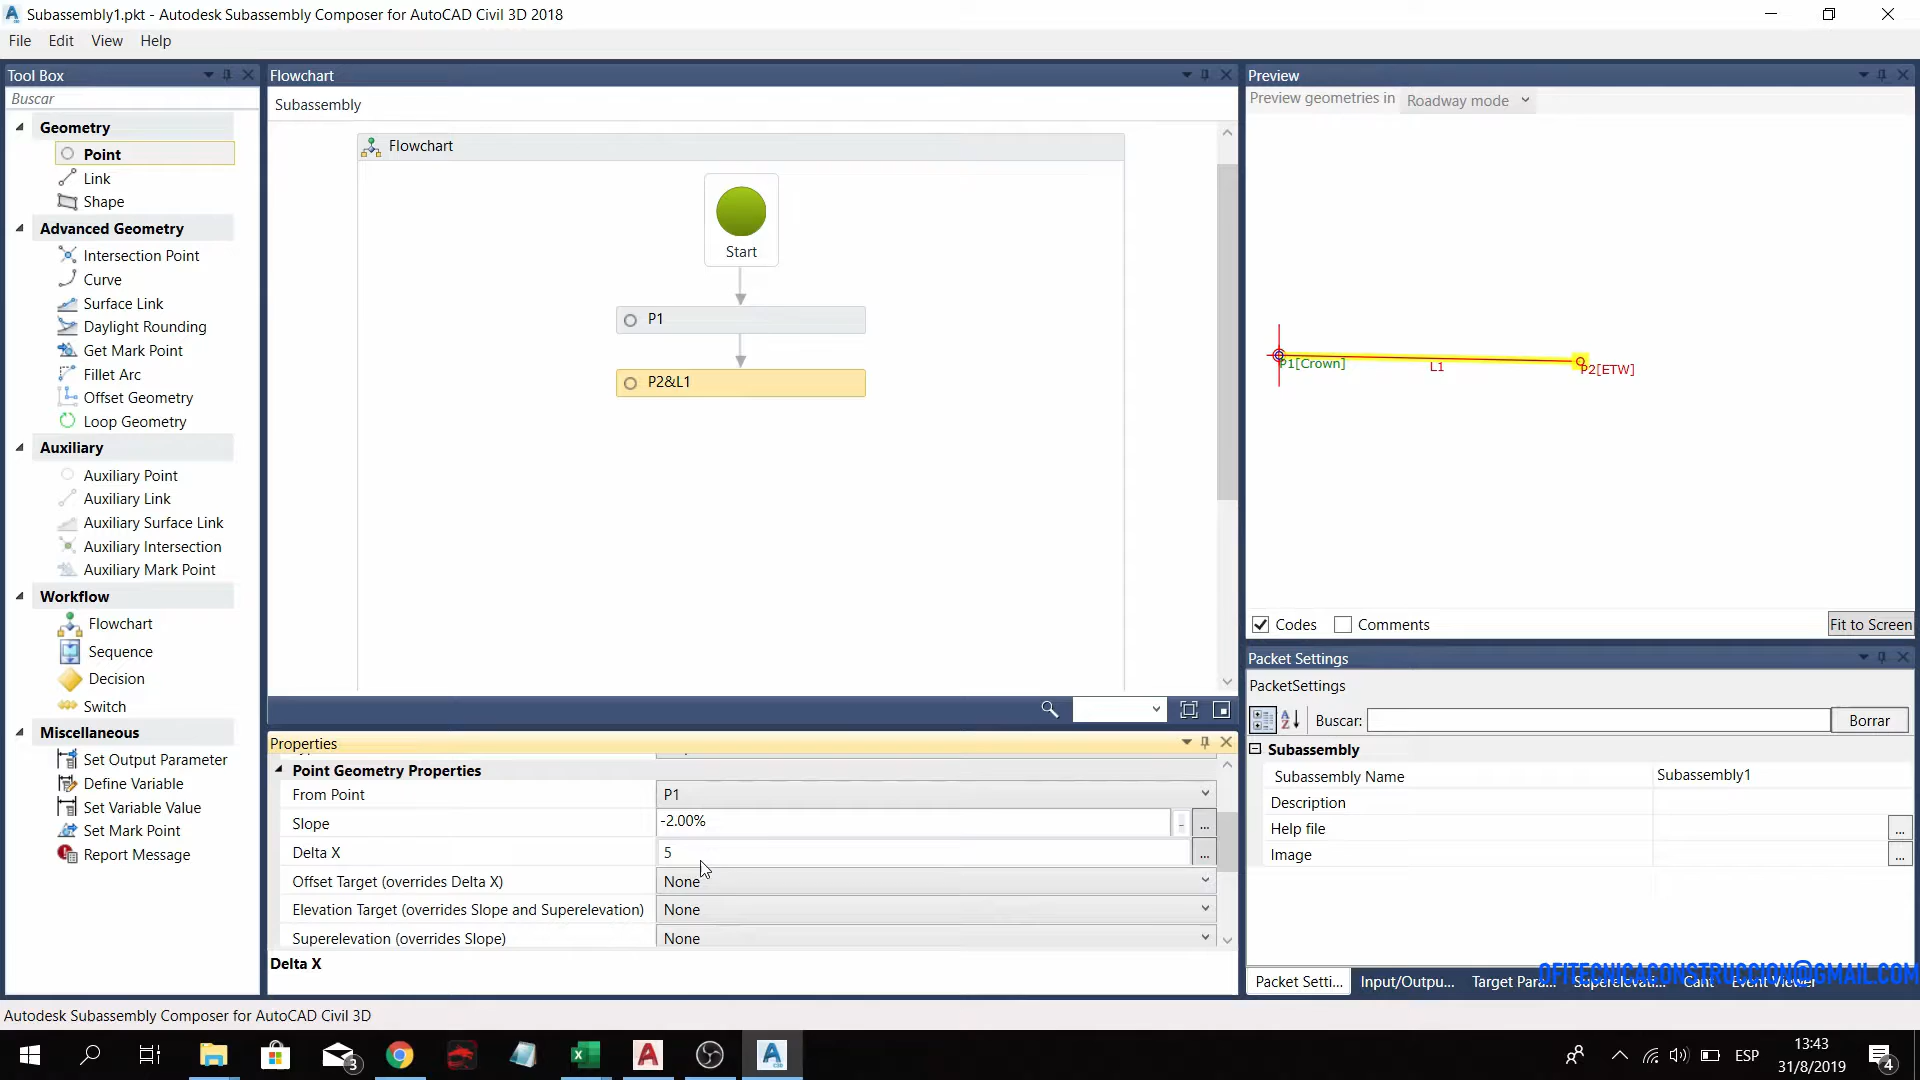 Subassembly1.pkt - Autodesk Subassembly Composer for AutoCAD Civil 3D 2018
File Edit View Help
Tool Box
Buscar
Geometry
Point
Link
Shape
Advanced Geometry
Intersection Point
Curve
Surface Link
Daylight Rounding
Get Mark Point
Fillet Arc
Offset Geometry
Loop Geometry
Auxiliary
Auxiliary Point
Auxiliary Link
Auxiliary Surface Link
Auxiliary Intersection
Auxiliary Mark Point
Workflow
Flowchart
Sequence
Decision
Switch
Miscellaneous
Set Output Parameter
Define Variable
Set Variable Value
Set Mark Point
Report Message
Flowchart
Subassembly
Flowchart
Start
P1
P2&L1
Properties
Point Geometry Properties
From Point P1
Slope -2.00% ...
Delta X 5 ...
Offset Target (overrides Delta X) None
Elevation Target (overrides Slope and Superelevation) None
Superelevation (overrides Slope) None
Delta X
Preview
Preview geometries in Roadway mode
P1[Crown]
L1
P2[ETW]
Codes Comments Fit to Screen
Packet Settings
PacketSettings
Buscar: Borrar
Subassembly
Subassembly Name Subassembly1
Description
Help file ...
Image ...
OFITECNICACONSTRUCCION@GMAIL.COM
Packet Setti... Input/Outpu... Target Para... Superelevati... Cant Event Viewer
Autodesk Subassembly Composer for AutoCAD Civil 3D
3
ESP
13:43
31/8/2019
4